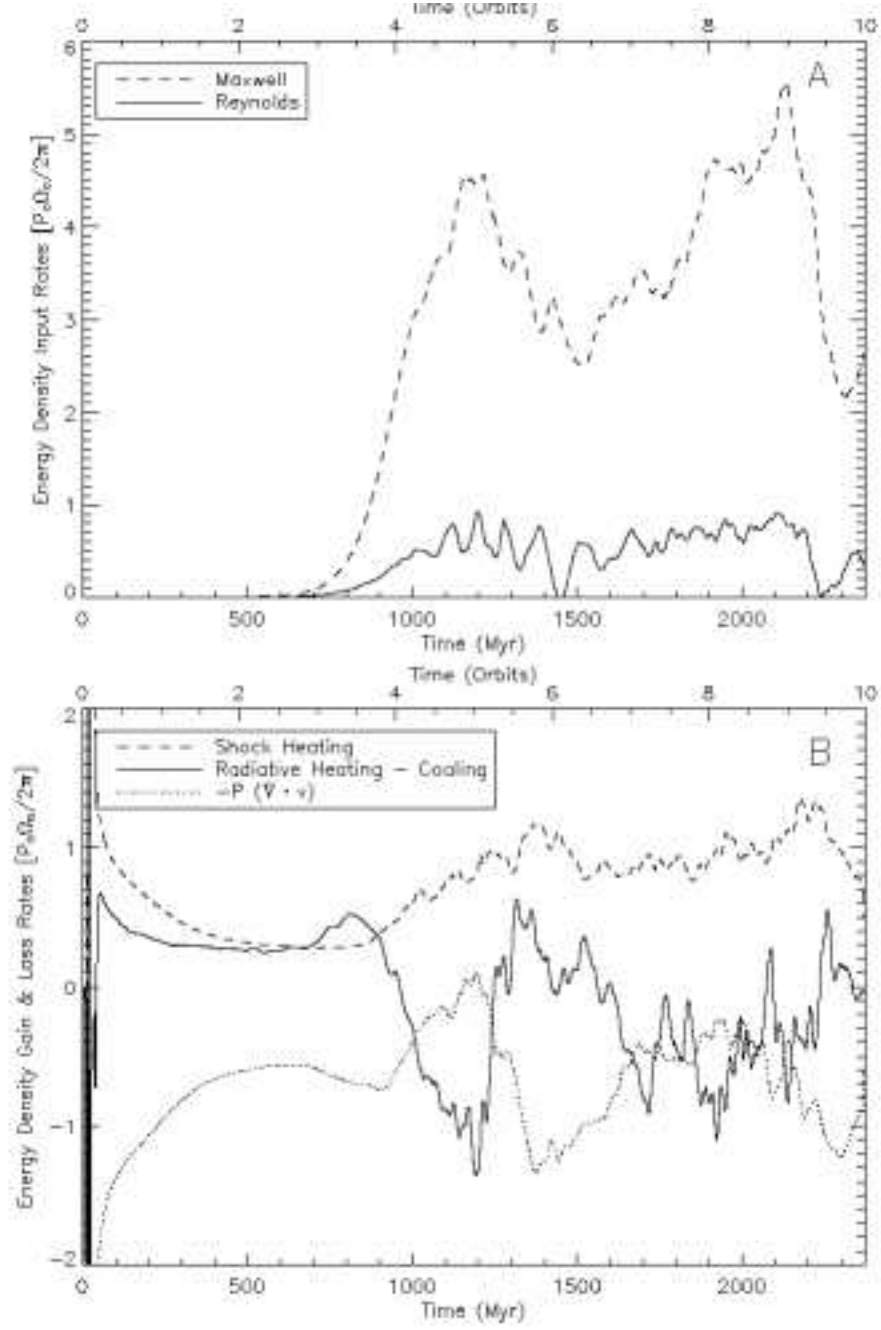 Time (Orbits)
0 2 4 6 8 10
6
5
4
3
2
1
0
Energy Density Input Rates [PₒΩₒ/2π]
Maxwell
Reynolds
A
0 500 1000 1500 2000
Time (Myr)
Time (Orbits)
0 2 4 6 8 10
2
1
0
-1
-2
Energy Density Gain & Loss Rates [PₒΩₒ/2π]
Shock Heating
Radiative Heating - Cooling
-P (∇ · v)
B
0 500 1000 1500 2000
Time (Myr)